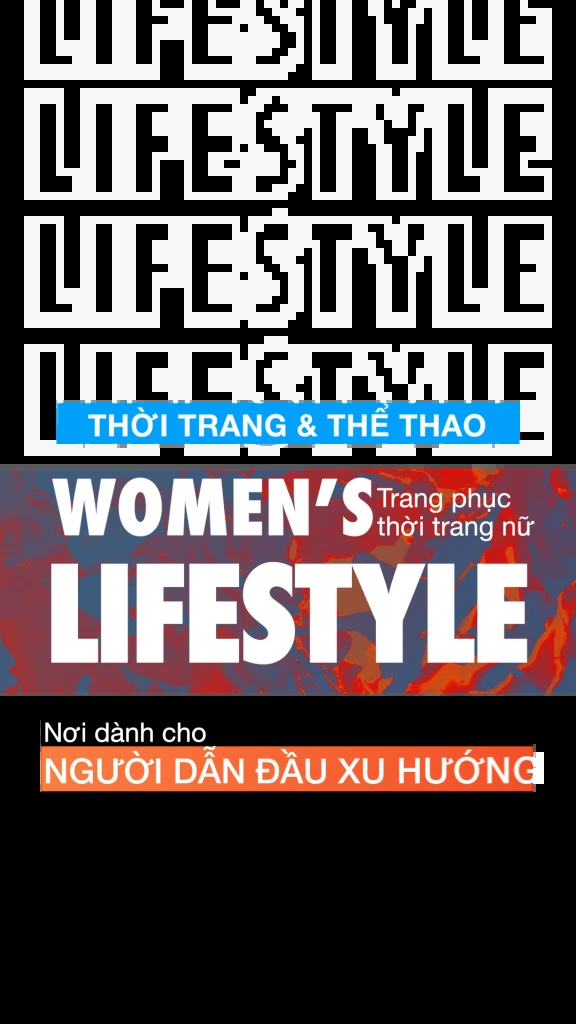 LIFESTYLE
LIFESTYLE
LIFESTYLE
LIFESTYLE
THỜI TRANG & THỂ THAO
WOMEN'S
Trang phục
thời trang nữ
LIFESTYLE
Nơi dành cho
NGƯỜI DẪN ĐẦU XU HƯỚNG